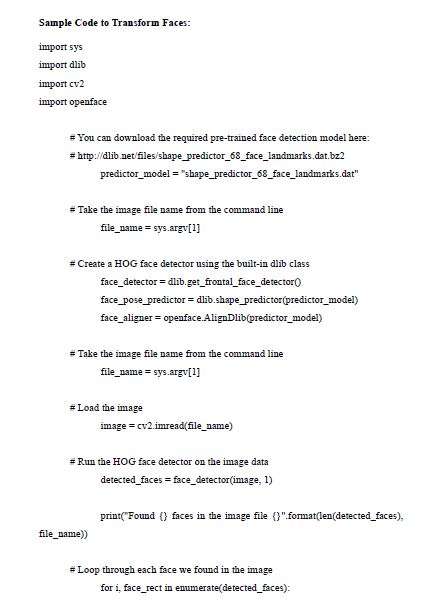 Sample Code to Transform Faces:
import sys
import dlib
import cv2
import openface
# You can download the required pre-trained face detection model here:
# http://dlib.net/files/shape_predictor_68_face_landmarks.dat.bz2
predictor_model = "shape_predictor_68_face_landmarks.dat"
# Take the image file name from the command line
file_name = sys.argv[1]
# Create a HOG face detector using the built-in dlib class
face_detector = dlib.get_frontal_face_detector()
face_pose_predictor = dlib.shape_predictor(predictor_model)
face_aligner = openface.AlignDlib(predictor_model)
# Take the image file name from the command line
file_name = sys.argv[1]
# Load the image
image = cv2.imread(file_name)
# Run the HOG face detector on the image data
detected_faces = face_detector(image, 1)
print("Found {} faces in the image file {}".format(len(detected_faces),
file_name))
# Loop through each face we found in the image
for i, face_rect in enumerate(detected_faces):